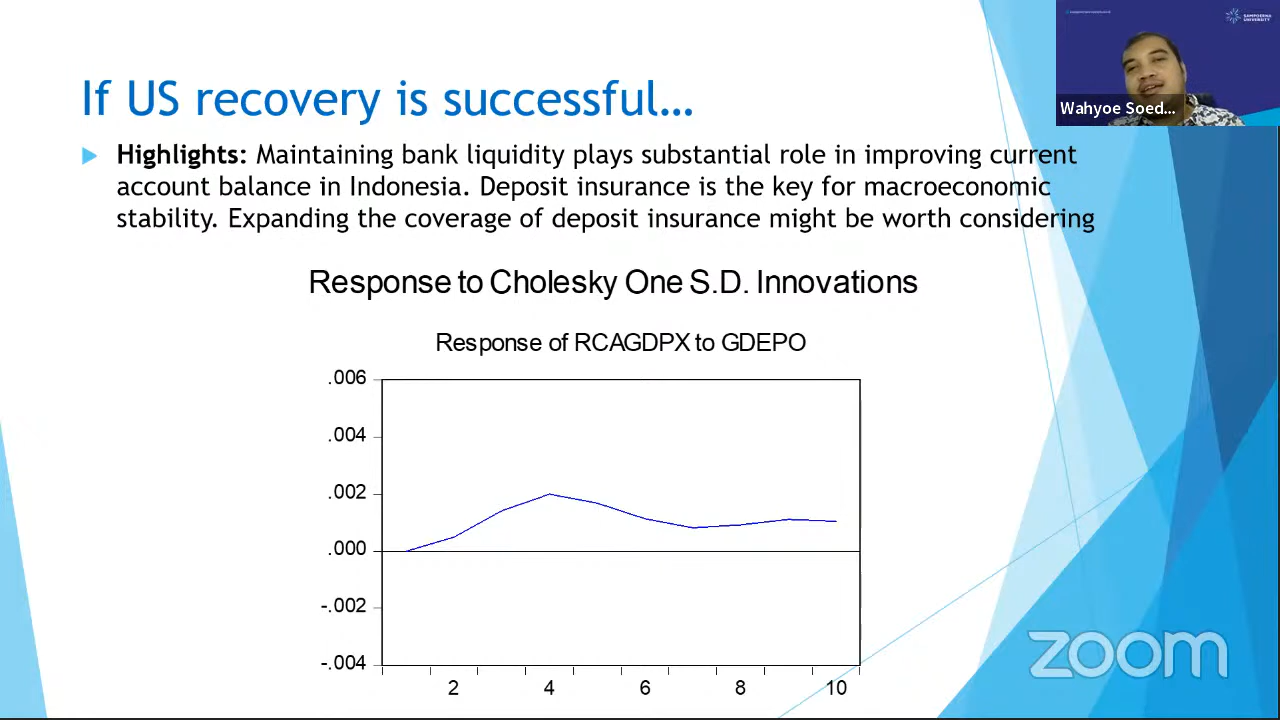 If US recovery is successful…
Highlights: Maintaining bank liquidity plays substantial role in improving current
account balance in Indonesia. Deposit insurance is the key for macroeconomic
stability. Expanding the coverage of deposit insurance might be worth considering
Response to Cholesky One S.D. Innovations
Response of RCAGDPX to GDEPO
.006
.004
.002
.000
-.002
-.004
2 4 6 8 10
SAMPOERNA
UNIVERSITY
Wahyoe Soed...
zoom